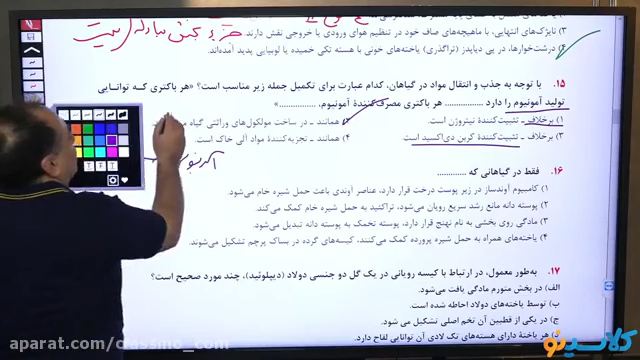 ۳) نایژک‌های انتهایی، با ماهیچه‌های صاف خود در تنظیم هوای ورودی یا خروجی نقش دارند
۴) درشت‌خوارها، در پی دیاپدز (تراگذری) یاخته‌های خونی با هسته تکی خمیده یا لوبیایی پدید آمده‌اند.
۱۵. با توجه به جذب و انتقال مواد در گیاهان، کدام عبارت برای تکمیل جمله زیر مناسب است؟ «هر باکتری که توانایی
تولید آمونیوم را دارد ............... هر باکتری مصرف‌کنندهٔ آمونیوم، ............»
۱) برخلاف ـ تثبیت‌کنندهٔ نیتروژن است.
۲) همانند ـ در ساخت مولکول‌های وراثتی گیاه
۳) برخلاف ـ تثبیت‌کنندهٔ کربن دی‌اکسید است.
۴) همانند ـ تجزیه‌کنندهٔ مواد آلی خاک است.
۱۶. فقط در گیاهانی که ............
۱) کامبیوم آوندساز در زیر پوست درخت قرار دارد، عناصر آوندی باعث حمل شیره خام می‌شود.
۲) پوسته دانه مانع رشد سریع رویان می‌شود، تراکئید به حمل شیره خام کمک می‌کند.
۳) مادگی روی بخشی به نام نهنج قرار دارد، پوسته تخمک به پوسته دانه تبدیل می‌شود.
۴) یاخته‌های همراه به حمل شیره پرورده کمک می‌کنند، کیسه‌های گرده در بساک پرچم تشکیل می‌شوند.
۱۷. به‌طور معمول، در ارتباط با کیسه رویانی در یک گل دو جنسی دولاد (دیپلوئید)، چند مورد صحیح است؟
الف) در بخش متورم مادگی یافت می‌شود.
ب) توسط یاخته‌های دولاد احاطه شده است.
ج) در یکی از قطبین آن تخم اصلی تشکیل می شود.
د) هر یاختهٔ دارای هسته‌های تک لادی آن توانایی لقاح دارد.
کلاسینو
aparat.com/classino_com